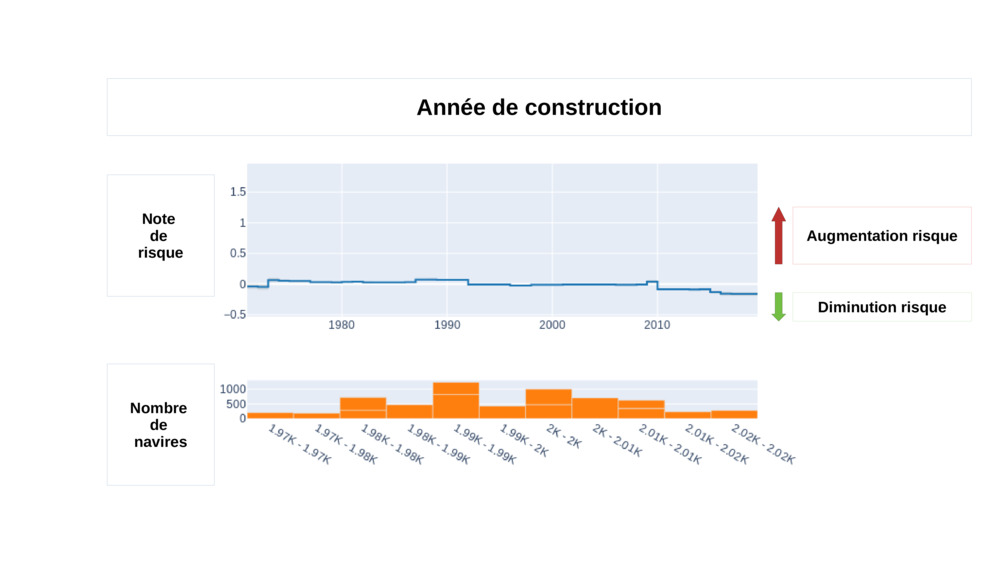 Année de construction
Note
de
risque
1.5
1
0.5
0
−0.5
1980
1990
2000
2010
Augmentation risque
Diminution risque
Nombre
de
navires
1000
500
0
1.97K - 1.97K
1.97K - 1.98K
1.98K - 1.98K
1.98K - 1.99K
1.99K - 1.99K
1.99K - 2K
2K - 2K
2K - 2.01K
2.01K - 2.01K
2.01K - 2.02K
2.02K - 2.02K